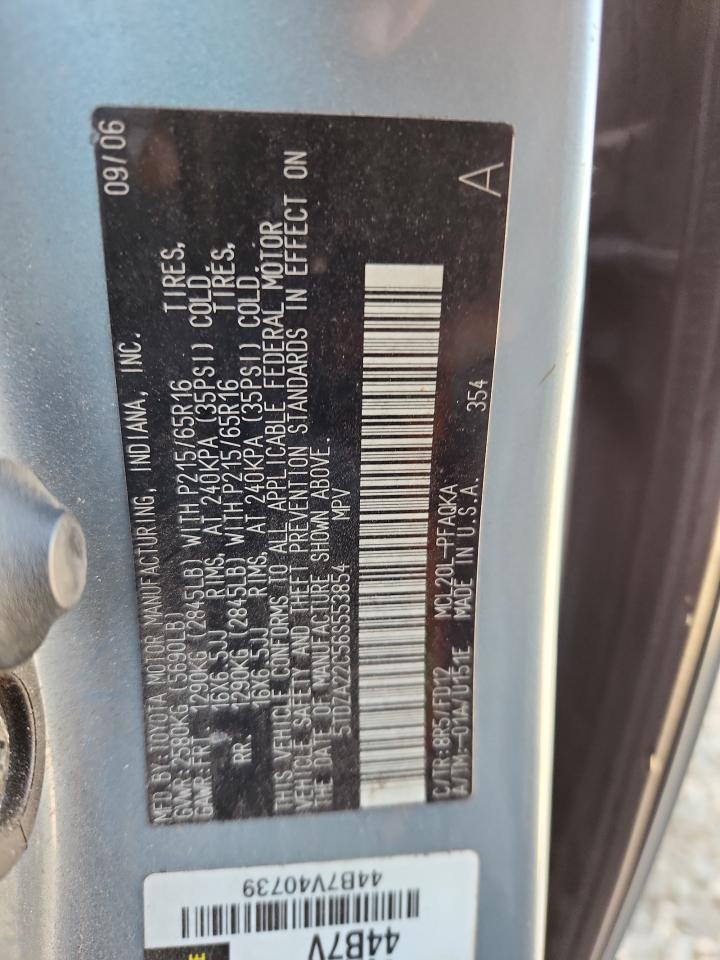 MFD.BY:TOYOTA MOTOR MANUFACTURING, INDIANA, INC. 09/06
GVWR:2580KG (5690LB)
GAWR:FRT 1290KG (2845LB) WITH P215/65R16 TIRES,
16X6.5JJ RIMS, AT 240KPA (35PSI) COLD.
RR. 1290KG (2845LB) WITH P215/65R16 TIRES,
16X6.5JJ RIMS, AT 240KPA (35PSI) COLD.
THIS VEHICLE CONFORMS TO ALL APPLICABLE FEDERAL MOTOR
VEHICLE SAFETY AND THEFT PREVENTION STANDARDS IN EFFECT ON
THE DATE OF MANUFACTURE SHOWN ABOVE.
5TDZA22C56S553854 MPV
C/TR:8R5/FD12 MCL20L-PFAQKA 354 A
A/TM:-01A/U151E MADE IN U.S.A.
44B7V40739
44B7V